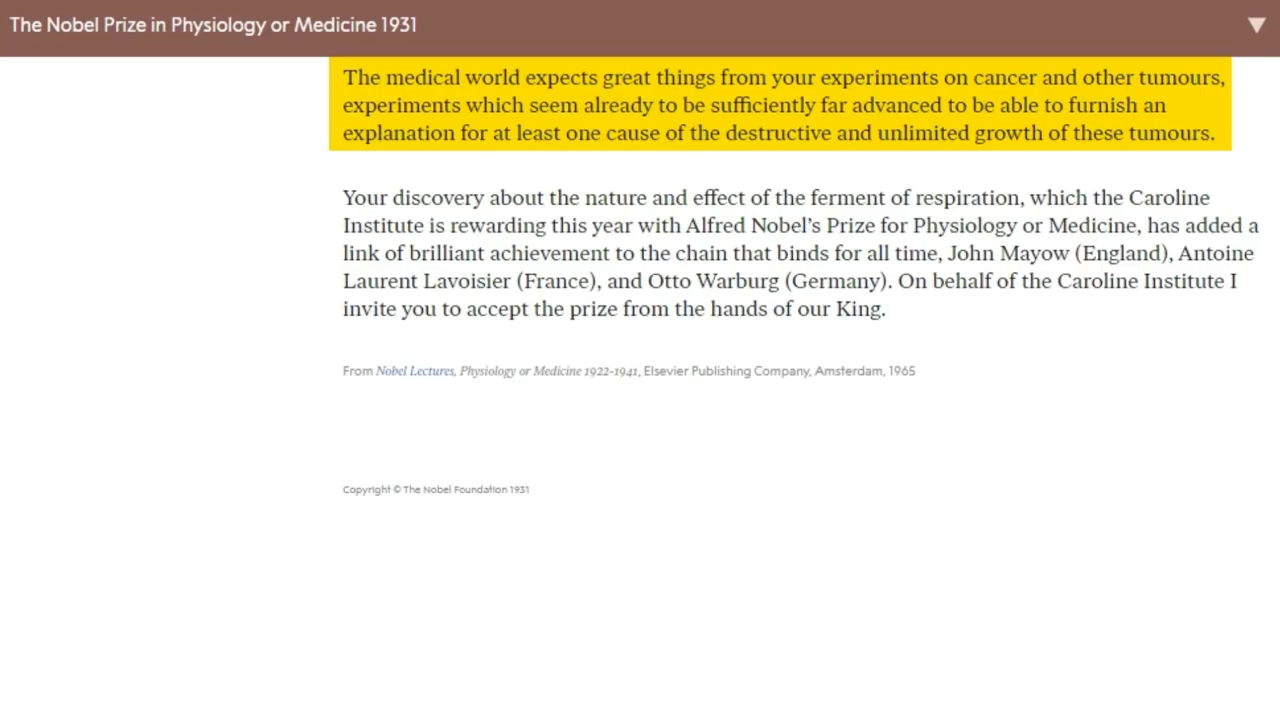 The Nobel Prize in Physiology or Medicine 1931
The medical world expects great things from your experiments on cancer and other tumours,
experiments which seem already to be sufficiently far advanced to be able to furnish an
explanation for at least one cause of the destructive and unlimited growth of these tumours.
Your discovery about the nature and effect of the ferment of respiration, which the Caroline
Institute is rewarding this year with Alfred Nobel’s Prize for Physiology or Medicine, has added a
link of brilliant achievement to the chain that binds for all time, John Mayow (England), Antoine
Laurent Lavoisier (France), and Otto Warburg (Germany). On behalf of the Caroline Institute I
invite you to accept the prize from the hands of our King.
From Nobel Lectures, Physiology or Medicine 1922-1941, Elsevier Publishing Company, Amsterdam, 1965
Copyright © The Nobel Foundation 1931